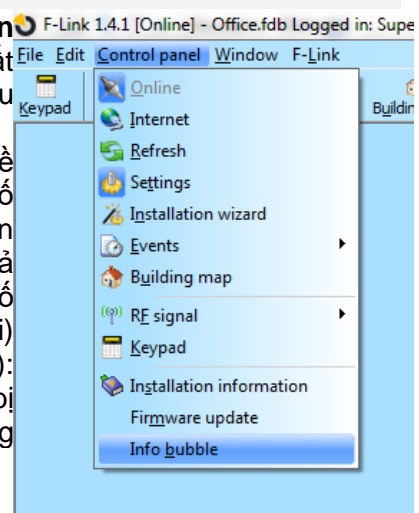 F-Link 1.4.1 [Online] - Office.fdb Logged in: Supe
File Edit Control panel Window F-Link
Keypad
Online
Internet
Refresh
Settings
Installation wizard
Events
Building map
RF signal
Keypad
Installation information
Firmware update
Info bubble